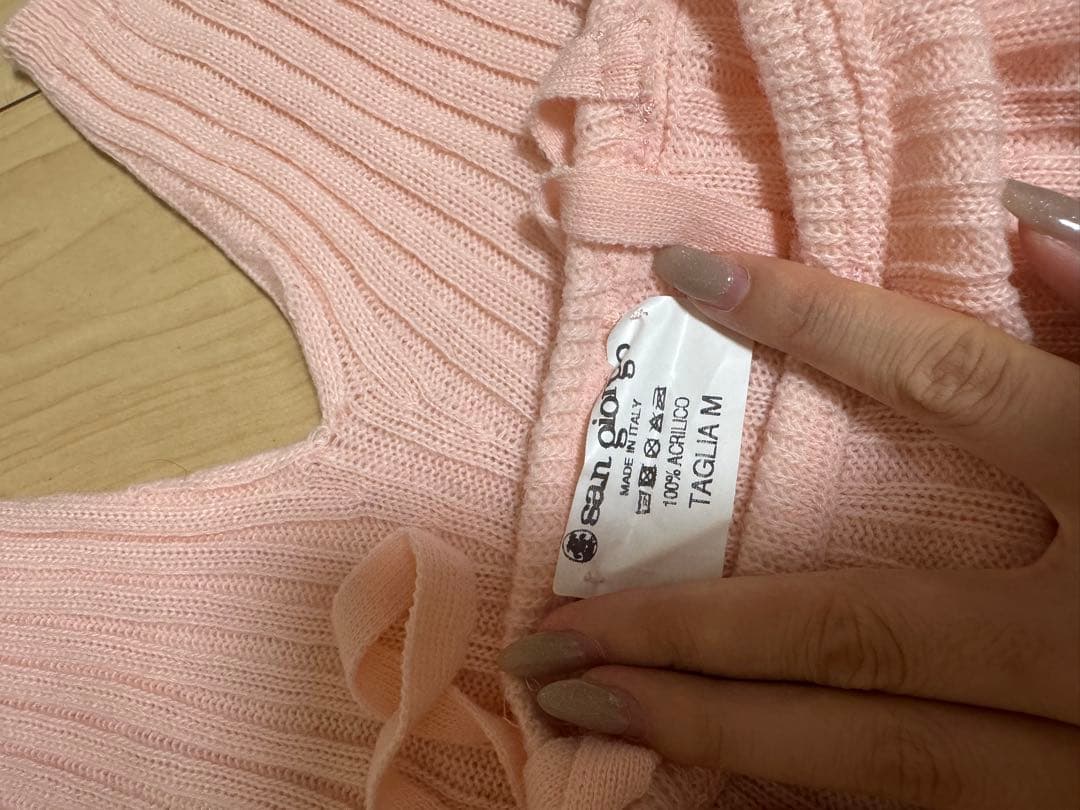 san giorgio
MADE IN ITALY
100% ACRILICO
TAGLIA M